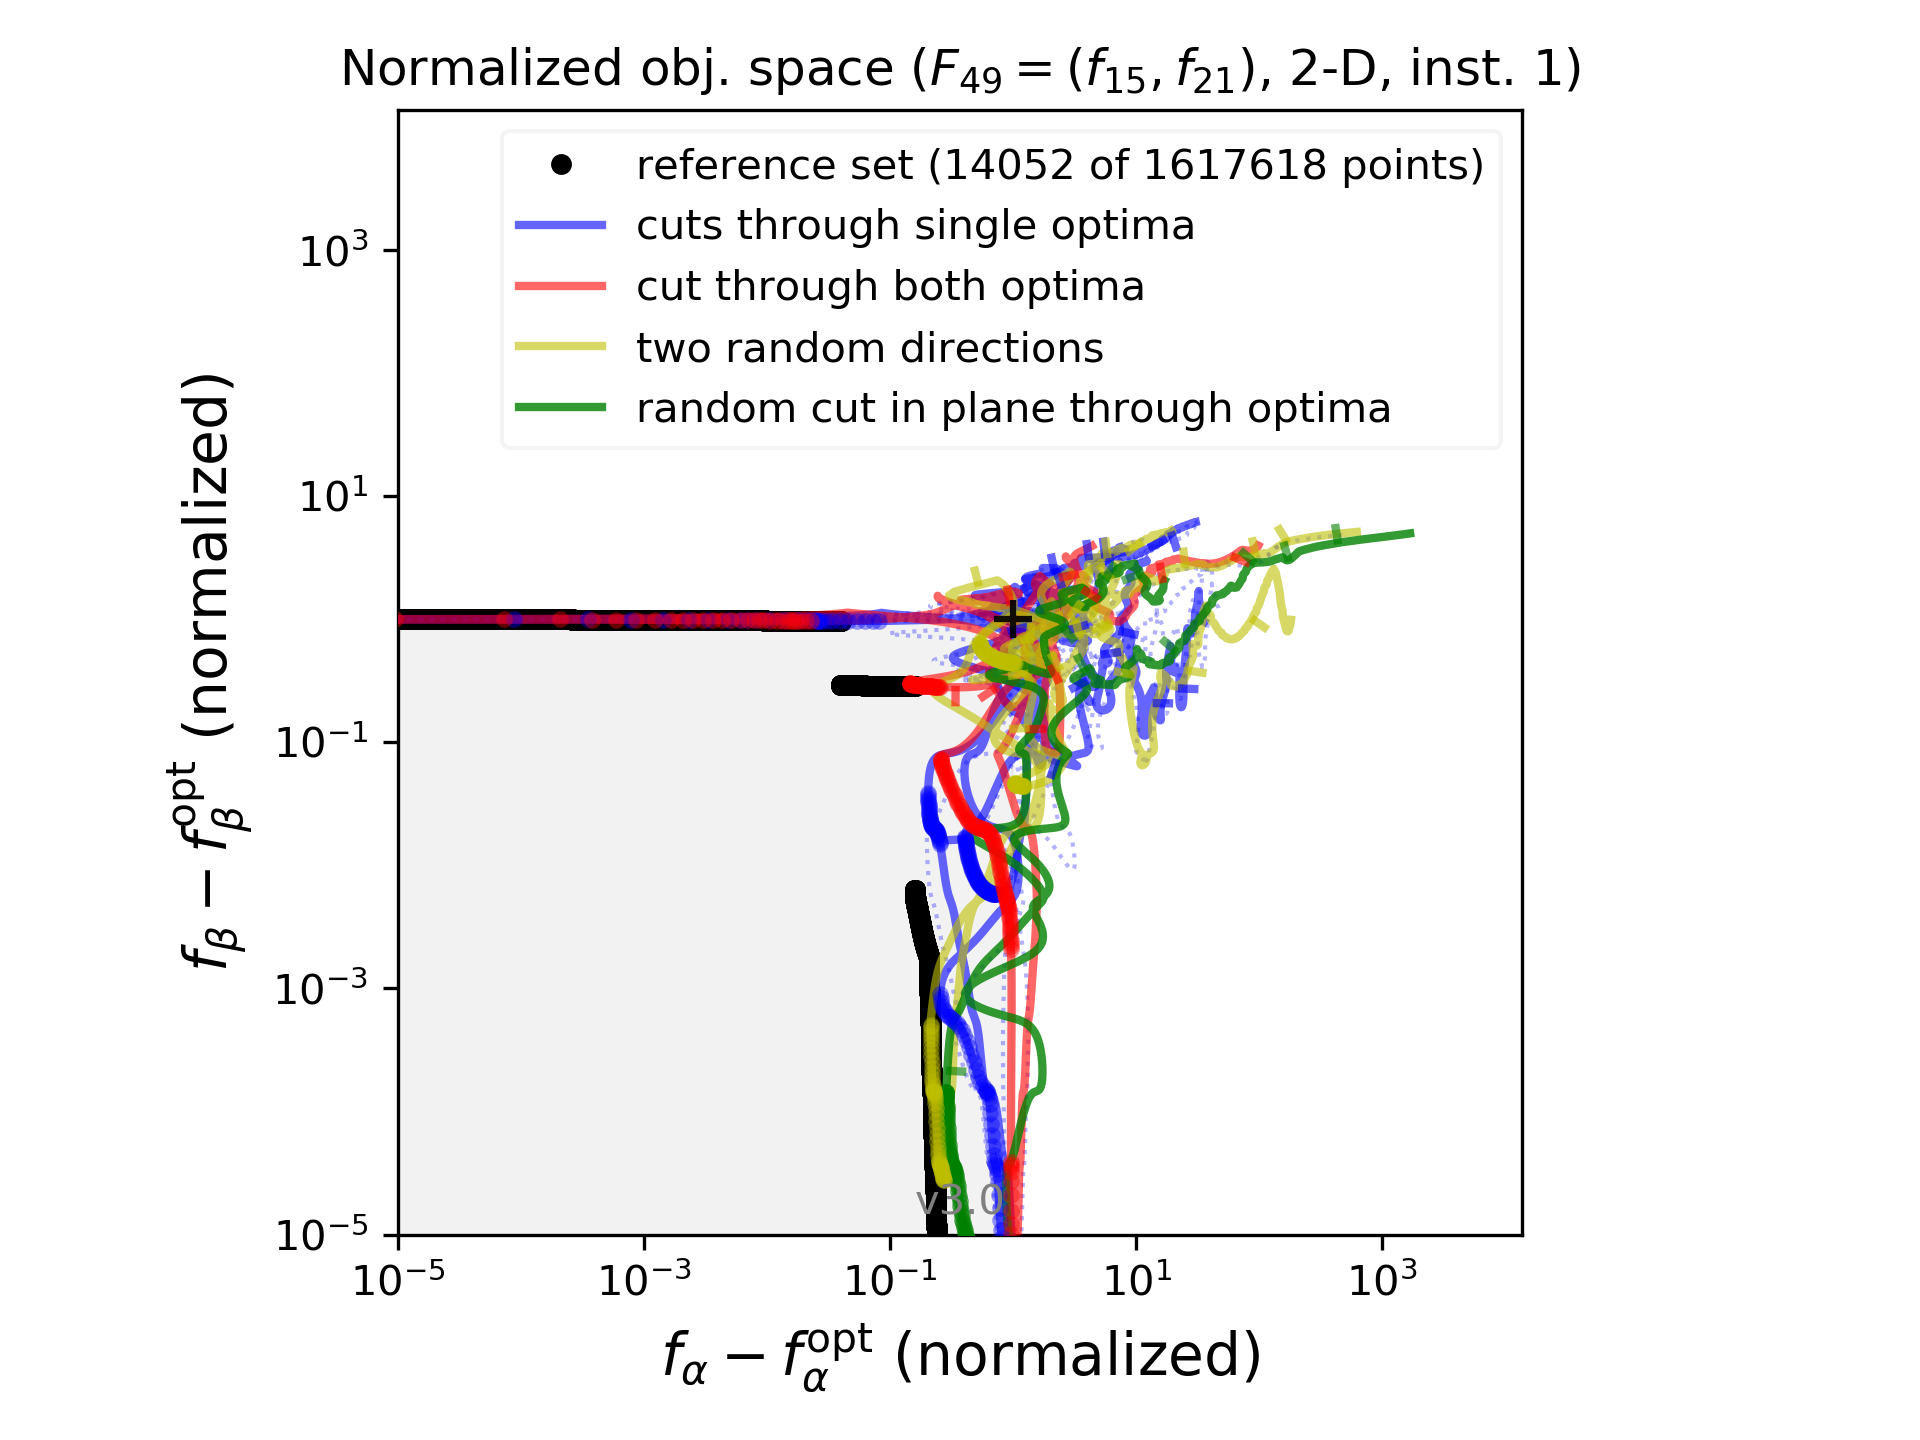 Normalized obj. space (F₄₉ = (f₁₅, f₂₁), 2-D, inst. 1)
reference set (14052 of 1617618 points)
cuts through single optima
cut through both optima
two random directions
random cut in plane through optima
10³
10¹
10⁻¹
10⁻³
10⁻⁵
f_β − f_β^opt (normalized)
v3.0
10⁻⁵ 10⁻³ 10⁻¹ 10¹ 10³
f_α − f_α^opt (normalized)